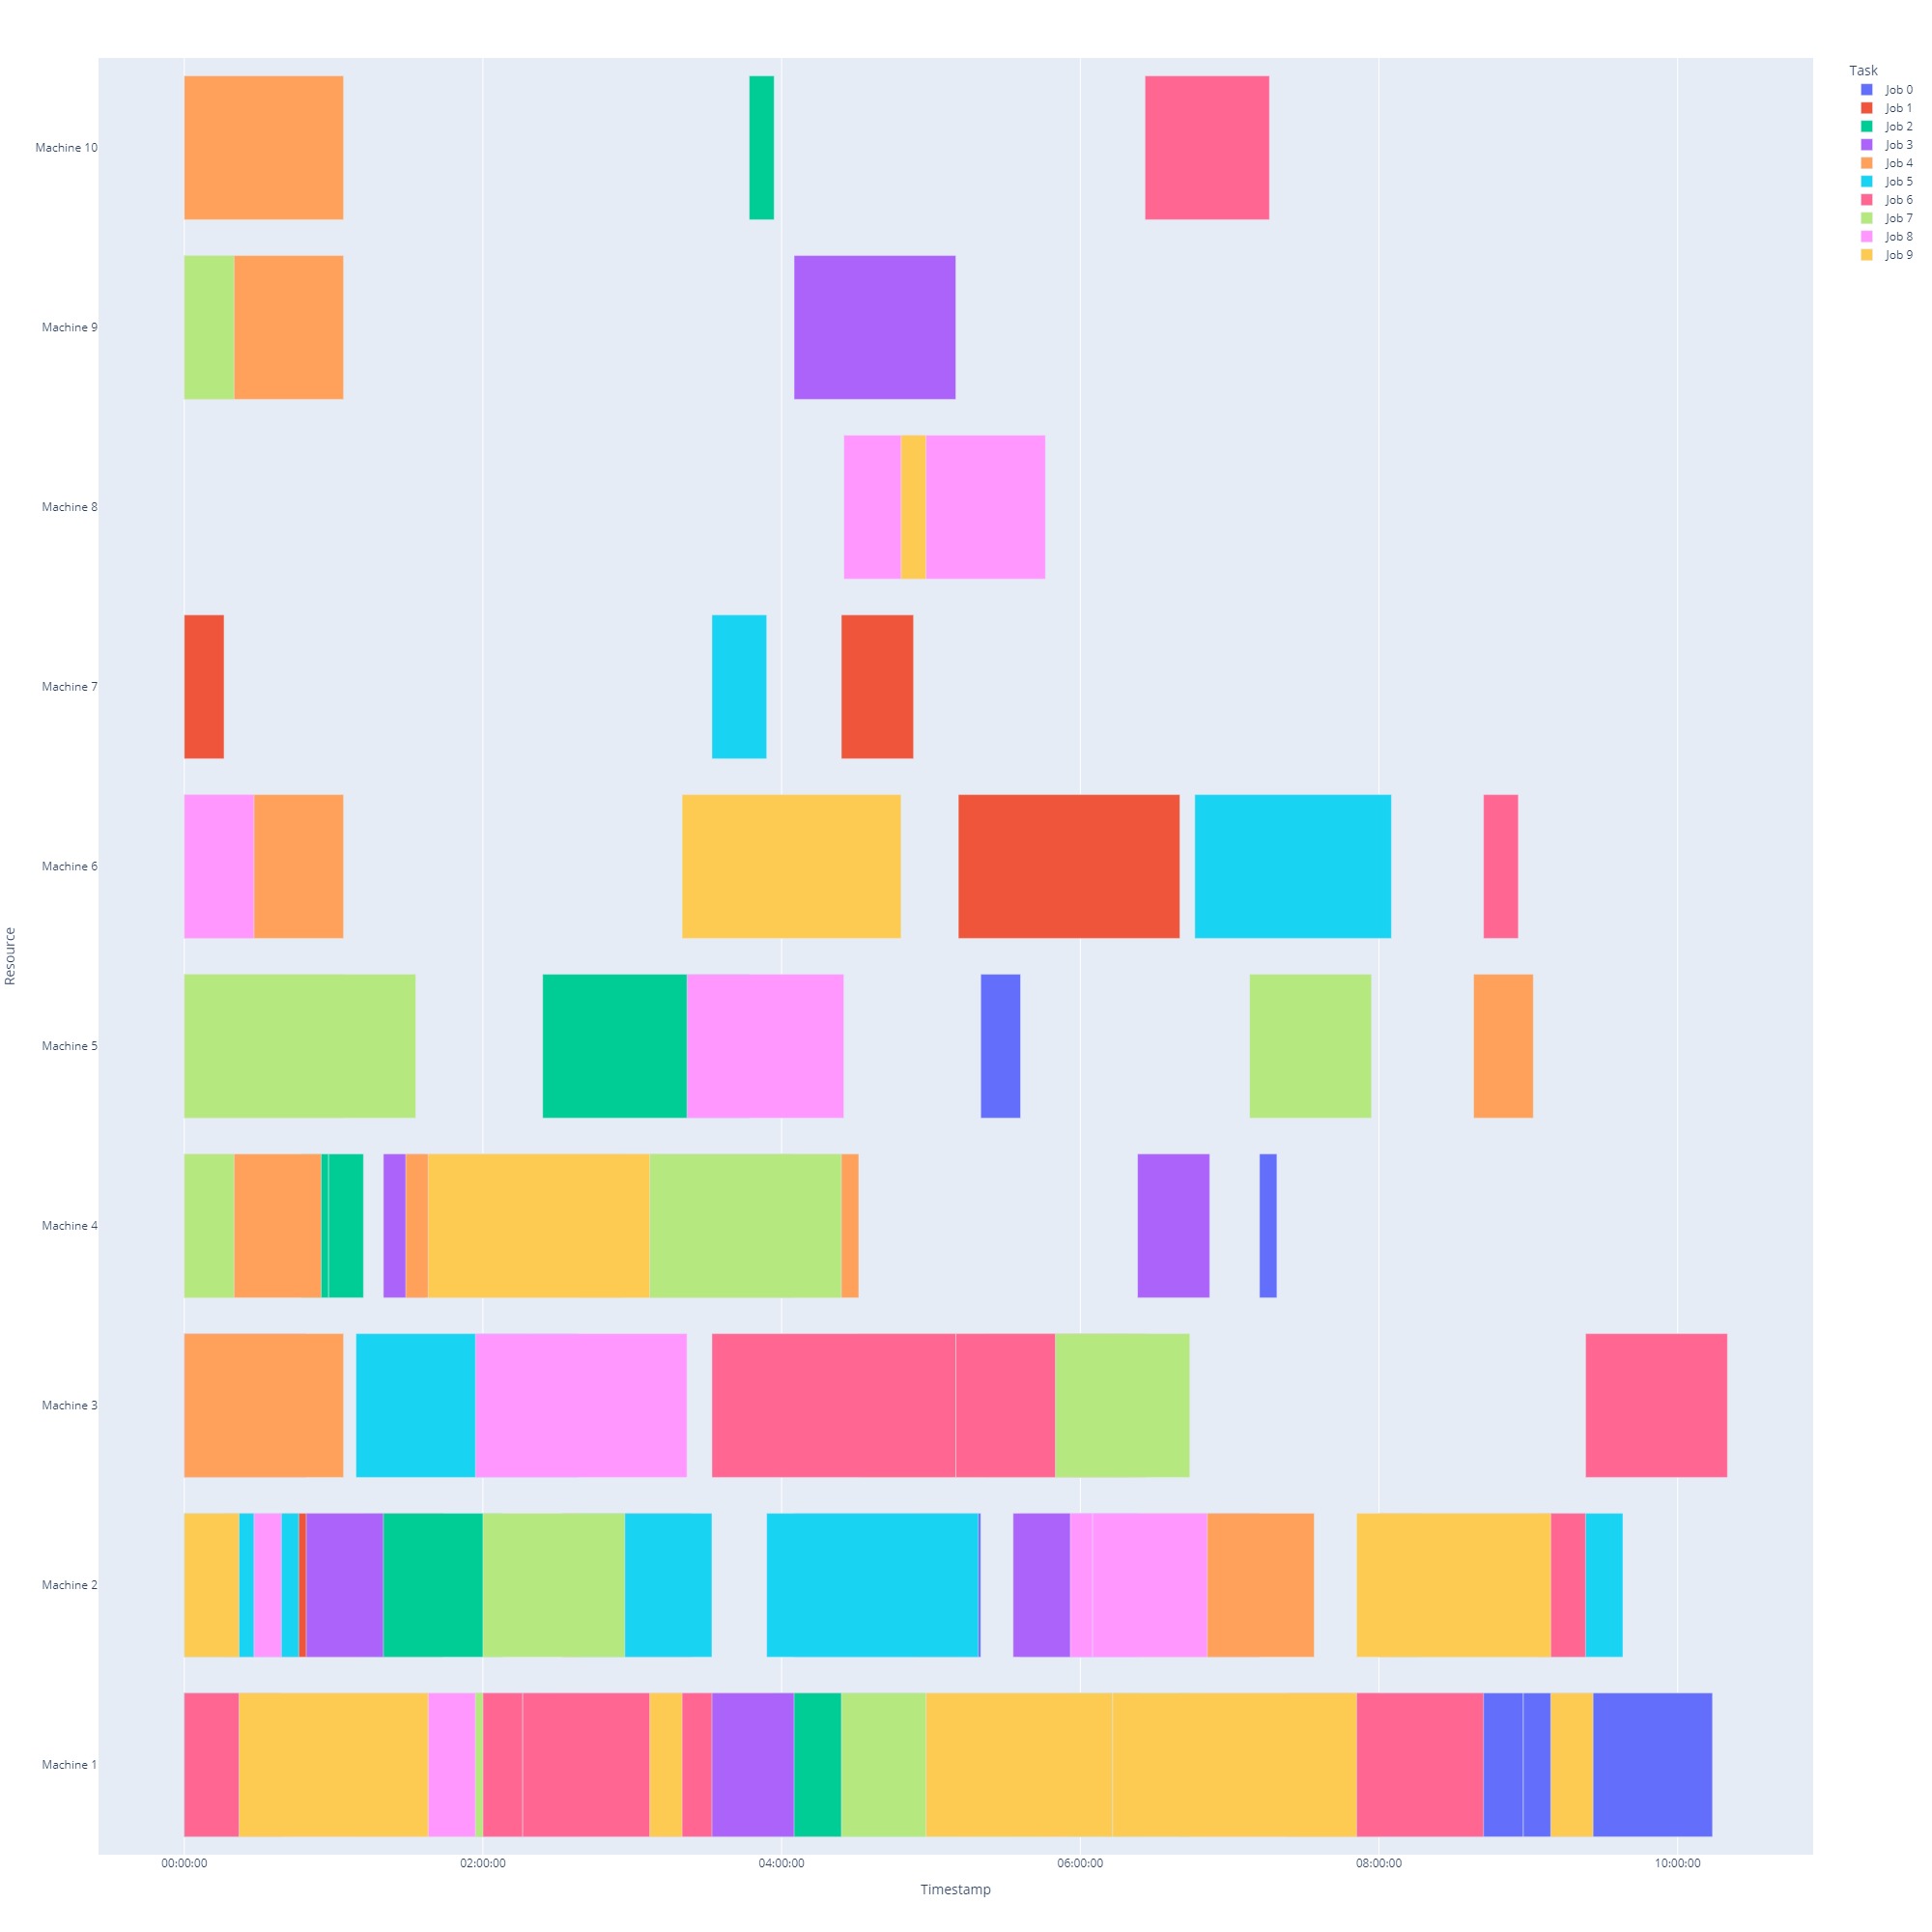 Task
Job 0
Job 1
Job 2
Job 3
Job 4
Job 5
Job 6
Job 7
Job 8
Job 9
Machine 10
Machine 9
Machine 8
Machine 7
Machine 6
Machine 5
Machine 4
Machine 3
Machine 2
Machine 1
Resource
00:00:00 02:00:00 04:00:00 06:00:00 08:00:00 10:00:00
Timestamp